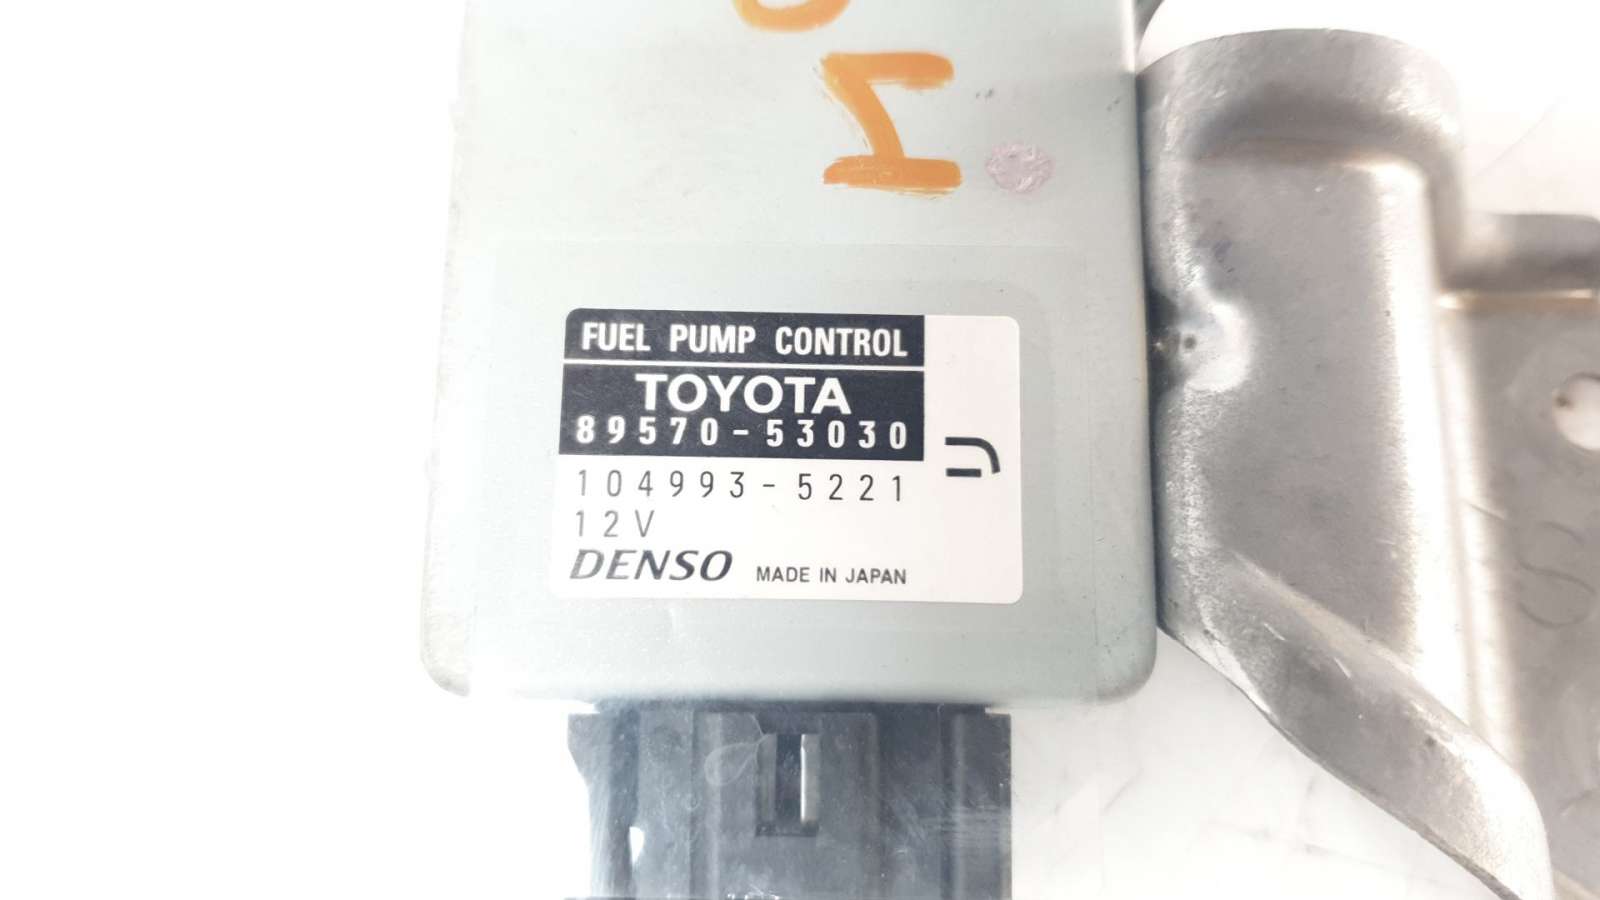 FUEL PUMP CONTROL
TOYOTA
89570-53030
104993-5221
12V
DENSO MADE IN JAPAN